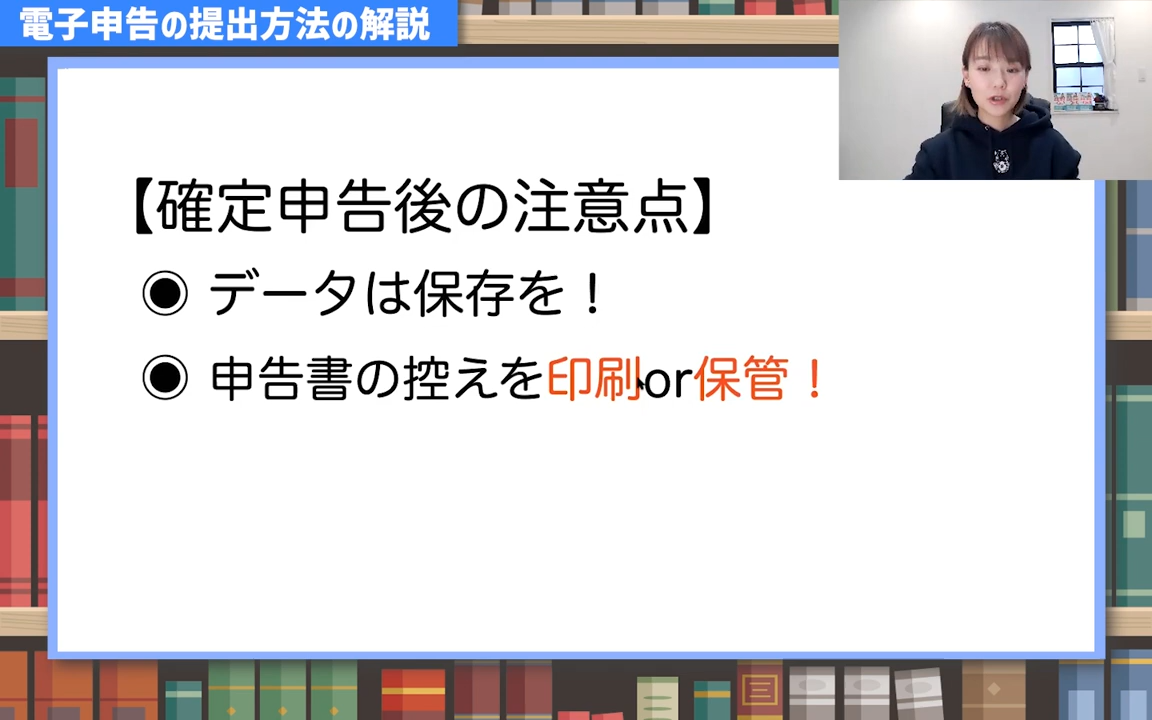 電子申告の提出方法の解説
【確定申告後の注意点】
◉ データは保存を！
◉ 申告書の控えを印刷or保管！